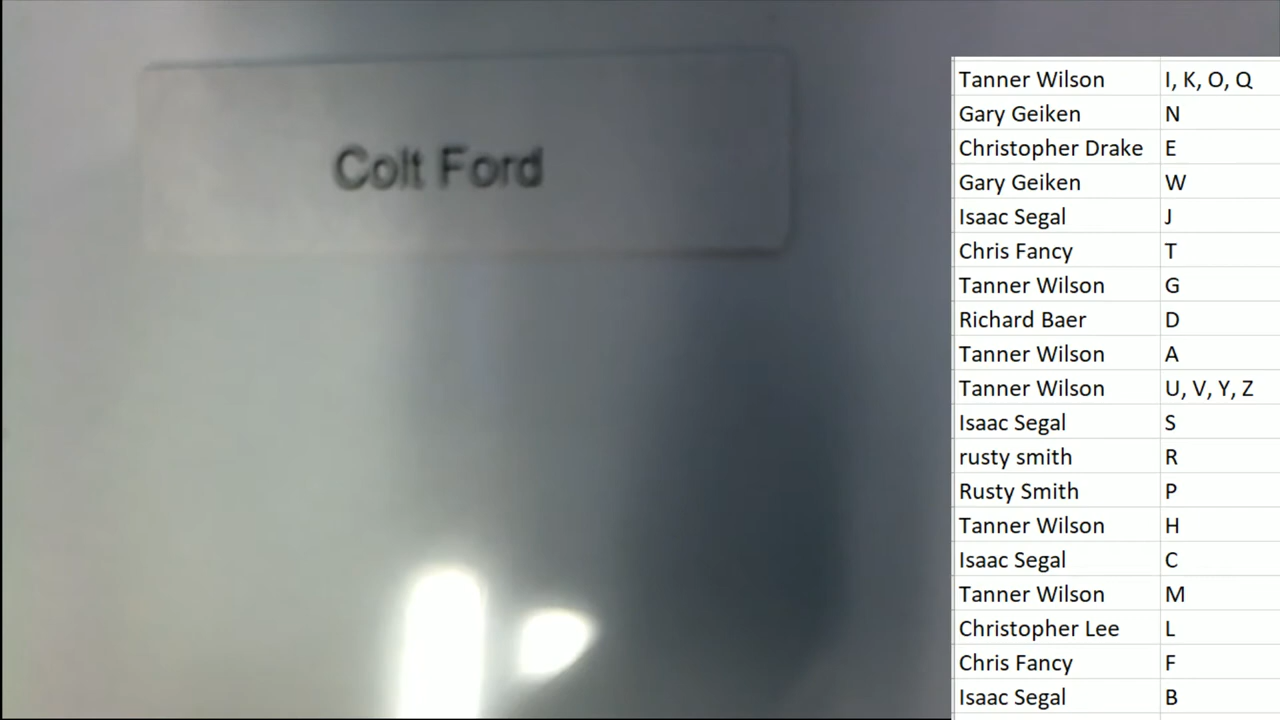 Colt Ford
Tanner Wilson I, K, O, Q
Gary Geiken N
Christopher Drake E
Gary Geiken W
Isaac Segal J
Chris Fancy T
Tanner Wilson G
Richard Baer D
Tanner Wilson A
Tanner Wilson U, V, Y, Z
Isaac Segal S
rusty smith R
Rusty Smith P
Tanner Wilson H
Isaac Segal C
Tanner Wilson M
Christopher Lee L
Chris Fancy F
Isaac Segal B